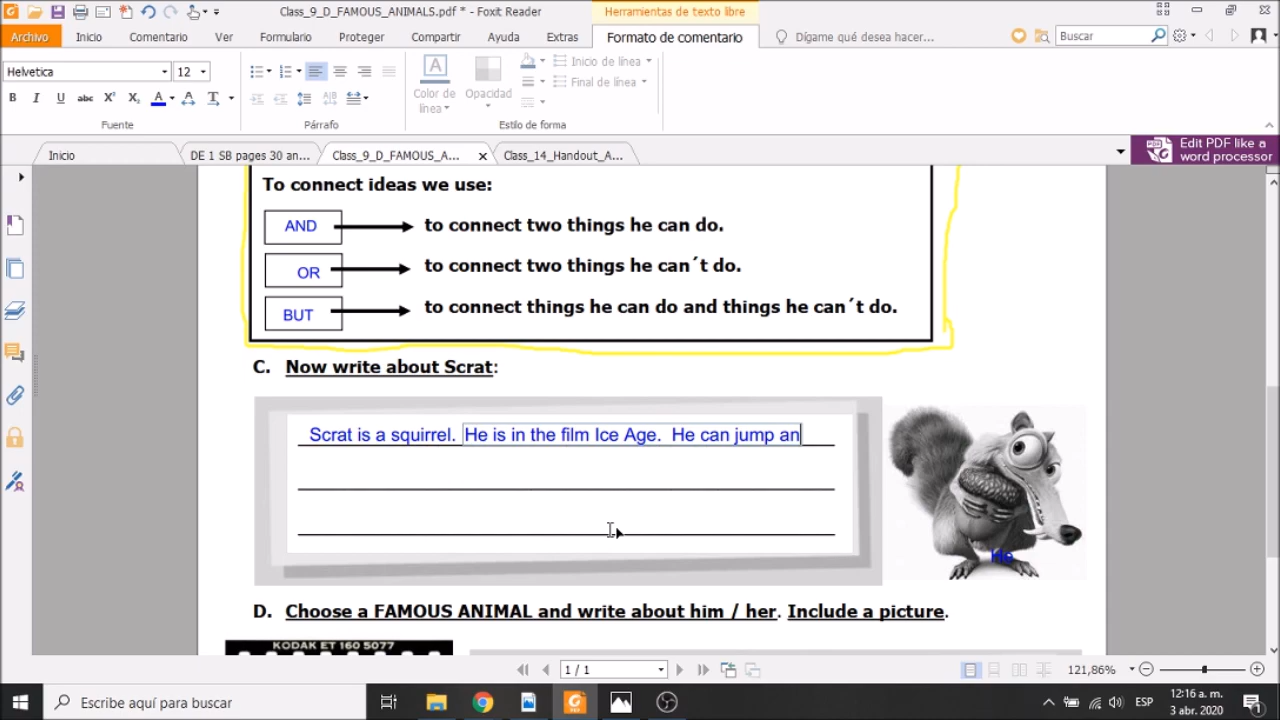 Class_9_D_FAMOUS_ANIMALS.pdf * - Foxit Reader
Herramientas de texto libre
Archivo
Inicio
Comentario
Ver
Formulario
Proteger
Compartir
Ayuda
Extras
Formato de comentario
Dígame qué desea hacer...
Buscar
Helvetica
12
Color de línea
Opacidad
Inicio de línea
Final de línea
Fuente
Párrafo
Estilo de forma
Inicio
DE 1 SB pages 30 an...
Class_9_D_FAMOUS_A...
Class_14_Handout_A...
Edit PDF like a
word processor
To connect ideas we use:
AND to connect two things he can do.
OR to connect two things he can´t do.
BUT to connect things he can do and things he can´t do.
C. Now write about Scrat:
Scrat is a squirrel. He is in the film Ice Age. He can jump an
He
D. Choose a FAMOUS ANIMAL and write about him / her. Include a picture.
KODAK ET 160 5077
1 / 1
121,86%
Escribe aquí para buscar
ESP
12:16 a. m.
3 abr. 2020